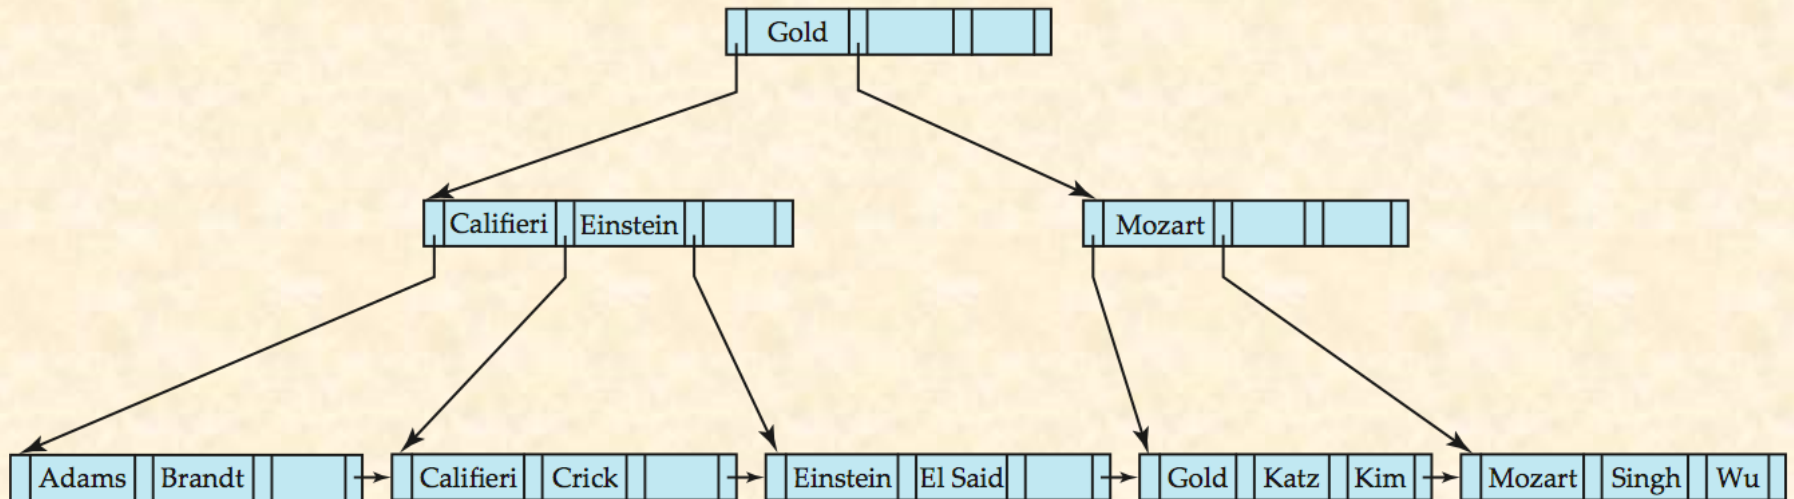 Gold
Califieri Einstein Mozart
Adams Brandt Califieri Crick Einstein El Said Gold Katz Kim Mozart Singh Wu